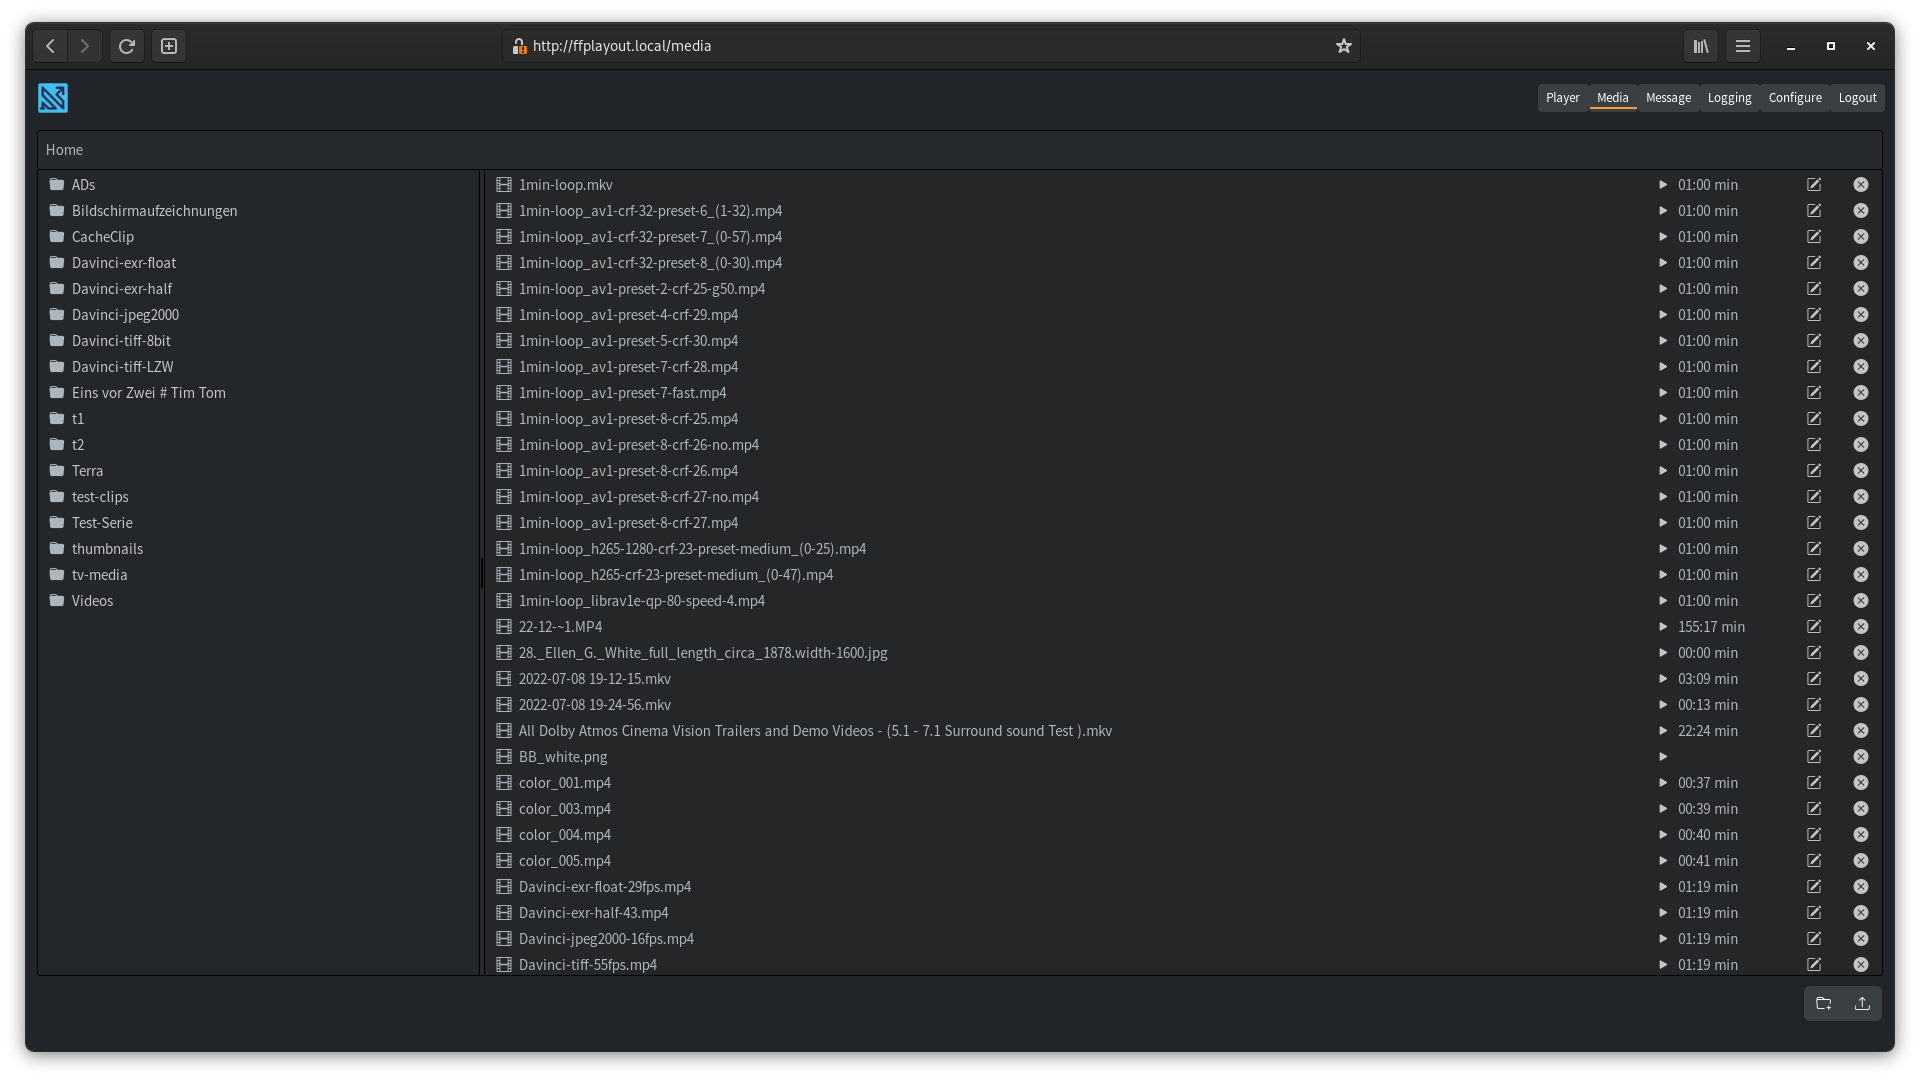 http://ffplayout.local/media
Player Media Message Logging Configure Logout
Home
ADs
Bildschirmaufzeichnungen
CacheClip
Davinci-exr-float
Davinci-exr-half
Davinci-jpeg2000
Davinci-tiff-8bit
Davinci-tiff-LZW
Eins vor Zwei # Tim Tom
t1
t2
Terra
test-clips
Test-Serie
thumbnails
tv-media
Videos
1min-loop.mkv 01:00 min
1min-loop_av1-crf-32-preset-6_(1-32).mp4 01:00 min
1min-loop_av1-crf-32-preset-7_(0-57).mp4 01:00 min
1min-loop_av1-crf-32-preset-8_(0-30).mp4 01:00 min
1min-loop_av1-preset-2-crf-25-g50.mp4 01:00 min
1min-loop_av1-preset-4-crf-29.mp4 01:00 min
1min-loop_av1-preset-5-crf-30.mp4 01:00 min
1min-loop_av1-preset-7-crf-28.mp4 01:00 min
1min-loop_av1-preset-7-fast.mp4 01:00 min
1min-loop_av1-preset-8-crf-25.mp4 01:00 min
1min-loop_av1-preset-8-crf-26-no.mp4 01:00 min
1min-loop_av1-preset-8-crf-26.mp4 01:00 min
1min-loop_av1-preset-8-crf-27-no.mp4 01:00 min
1min-loop_av1-preset-8-crf-27.mp4 01:00 min
1min-loop_h265-1280-crf-23-preset-medium_(0-25).mp4 01:00 min
1min-loop_h265-crf-23-preset-medium_(0-47).mp4 01:00 min
1min-loop_librav1e-qp-80-speed-4.mp4 01:00 min
22-12-~1.MP4 155:17 min
28._Ellen_G._White_full_length_circa_1878.width-1600.jpg 00:00 min
2022-07-08 19-12-15.mkv 03:09 min
2022-07-08 19-24-56.mkv 00:13 min
All Dolby Atmos Cinema Vision Trailers and Demo Videos - (5.1 - 7.1 Surround sound Test ).mkv 22:24 min
BB_white.png
color_001.mp4 00:37 min
color_003.mp4 00:39 min
color_004.mp4 00:40 min
color_005.mp4 00:41 min
Davinci-exr-float-29fps.mp4 01:19 min
Davinci-exr-half-43.mp4 01:19 min
Davinci-jpeg2000-16fps.mp4 01:19 min
Davinci-tiff-55fps.mp4 01:19 min